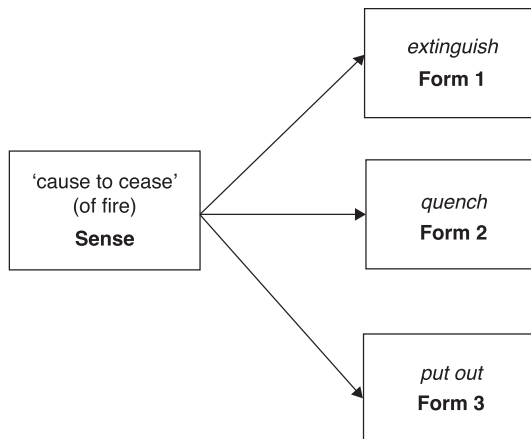 extinguish
Form 1
‘cause to cease’
(of fire)
Sense
quench
Form 2
put out
Form 3